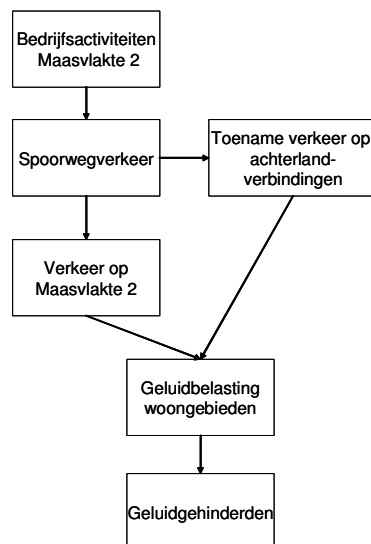 Bedrijfsactiviteiten
Maasvlakte 2
Spoorwegverkeer
Toename verkeer op
achterland-
verbindingen
Verkeer op
Maasvlakte 2
Geluidbelasting
woongebieden
Geluidgehinderden